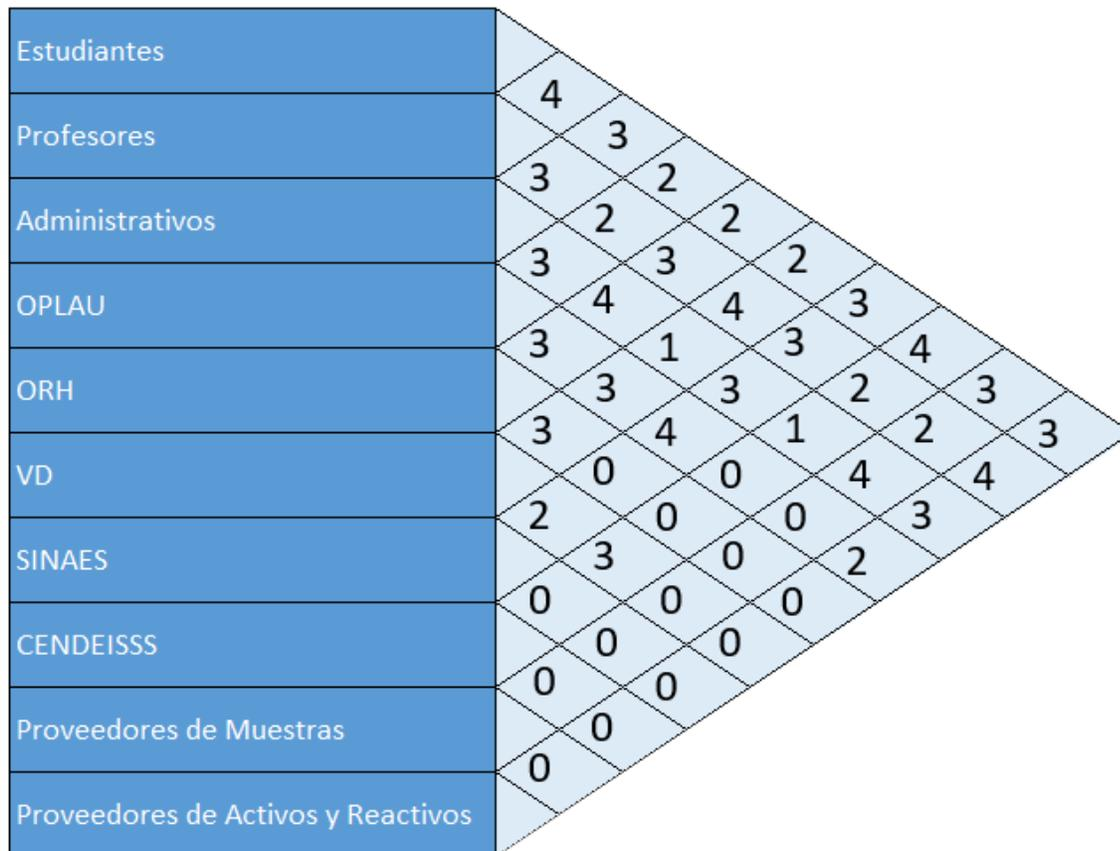 Estudiantes
4
Profesores 3
3 2
Administrativos 2 2
3 3 2
OPLAU 4 4 3
3 1 3 4
ORH 3 3 2 3
3 4 1 2 3
VD 0 0 4 4
2 0 0 3
SINAES 3 0 2
0 0 0
CENDEISSS 0 0
0 0
Proveedores de Muestras 0
0
Proveedores de Activos y Reactivos